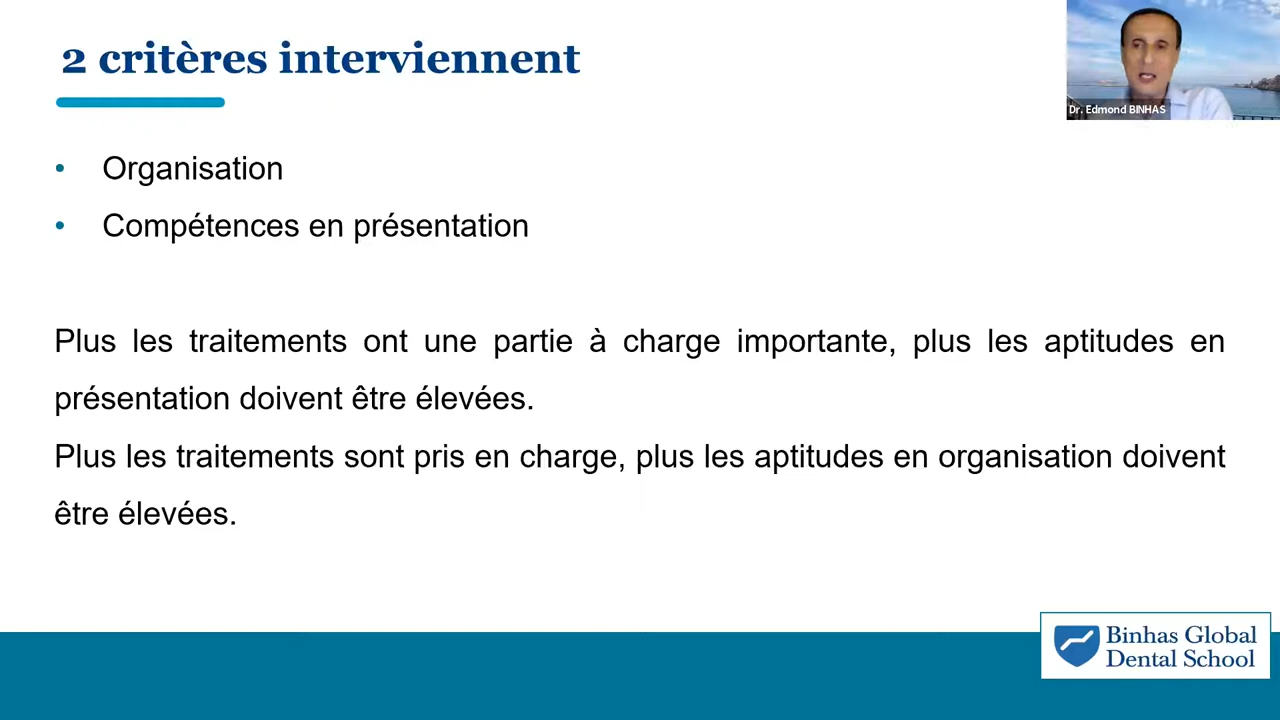 2 critères interviennent
Dr. Edmond BINHAS
• Organisation
• Compétences en présentation
Plus les traitements ont une partie à charge importante, plus les aptitudes en
présentation doivent être élevées.
Plus les traitements sont pris en charge, plus les aptitudes en organisation doivent
être élevées.
Binhas Global
Dental School